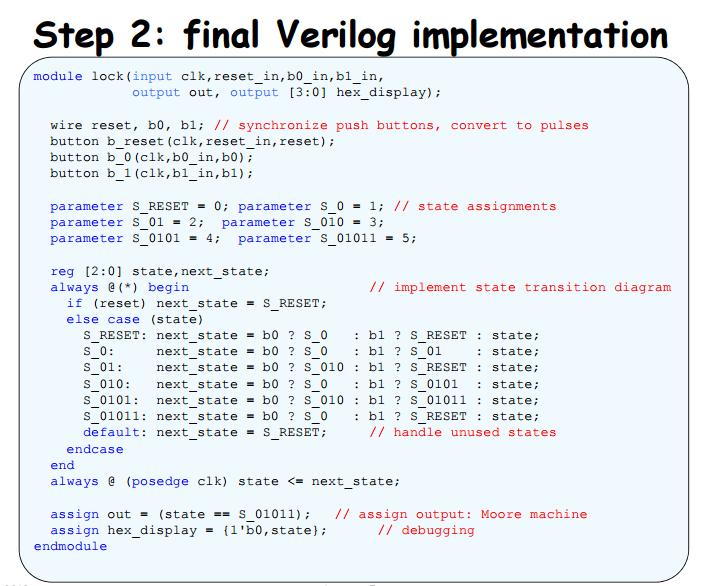 Step 2: final Verilog implementation
module lock(input clk,reset_in,b0_in,b1_in,
            output out, output [3:0] hex_display);
  wire reset, b0, b1; // synchronize push buttons, convert to pulses
  button b_reset(clk,reset_in,reset);
  button b_0(clk,b0_in,b0);
  button b_1(clk,b1_in,b1);
  parameter S_RESET = 0; parameter S_0 = 1; // state assignments
  parameter S_01 = 2;  parameter S_010 = 3;
  parameter S_0101 = 4;  parameter S_01011 = 5;
  reg [2:0] state,next_state;
  always @(*) begin                      // implement state transition diagram
    if (reset) next_state = S_RESET;
    else case (state)
      S_RESET: next_state = b0 ? S_0   : b1 ? S_RESET : state;
      S_0:     next_state = b0 ? S_0   : b1 ? S_01    : state;
      S_01:    next_state = b0 ? S_010 : b1 ? S_RESET : state;
      S_010:   next_state = b0 ? S_0   : b1 ? S_0101  : state;
      S_0101:  next_state = b0 ? S_010 : b1 ? S_01011 : state;
      S_01011: next_state = b0 ? S_0   : b1 ? S_RESET : state;
      default: next_state = S_RESET;     // handle unused states
    endcase
  end
  always @ (posedge clk) state <= next_state;
  assign out = (state == S_01011);   // assign output: Moore machine
  assign hex_display = {1'b0,state};      // debugging
endmodule